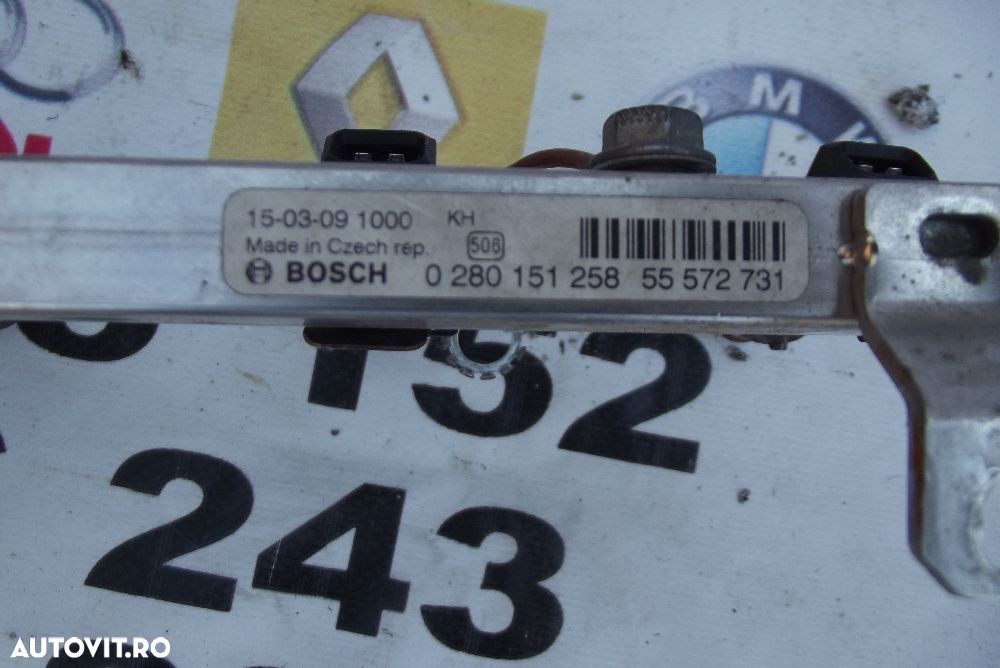 B M W
15-03-09 1000 KH
Made in Czech rep. 506
BOSCH 0 280 151 258 55 572 731
152
243
AUTOVIT.RO